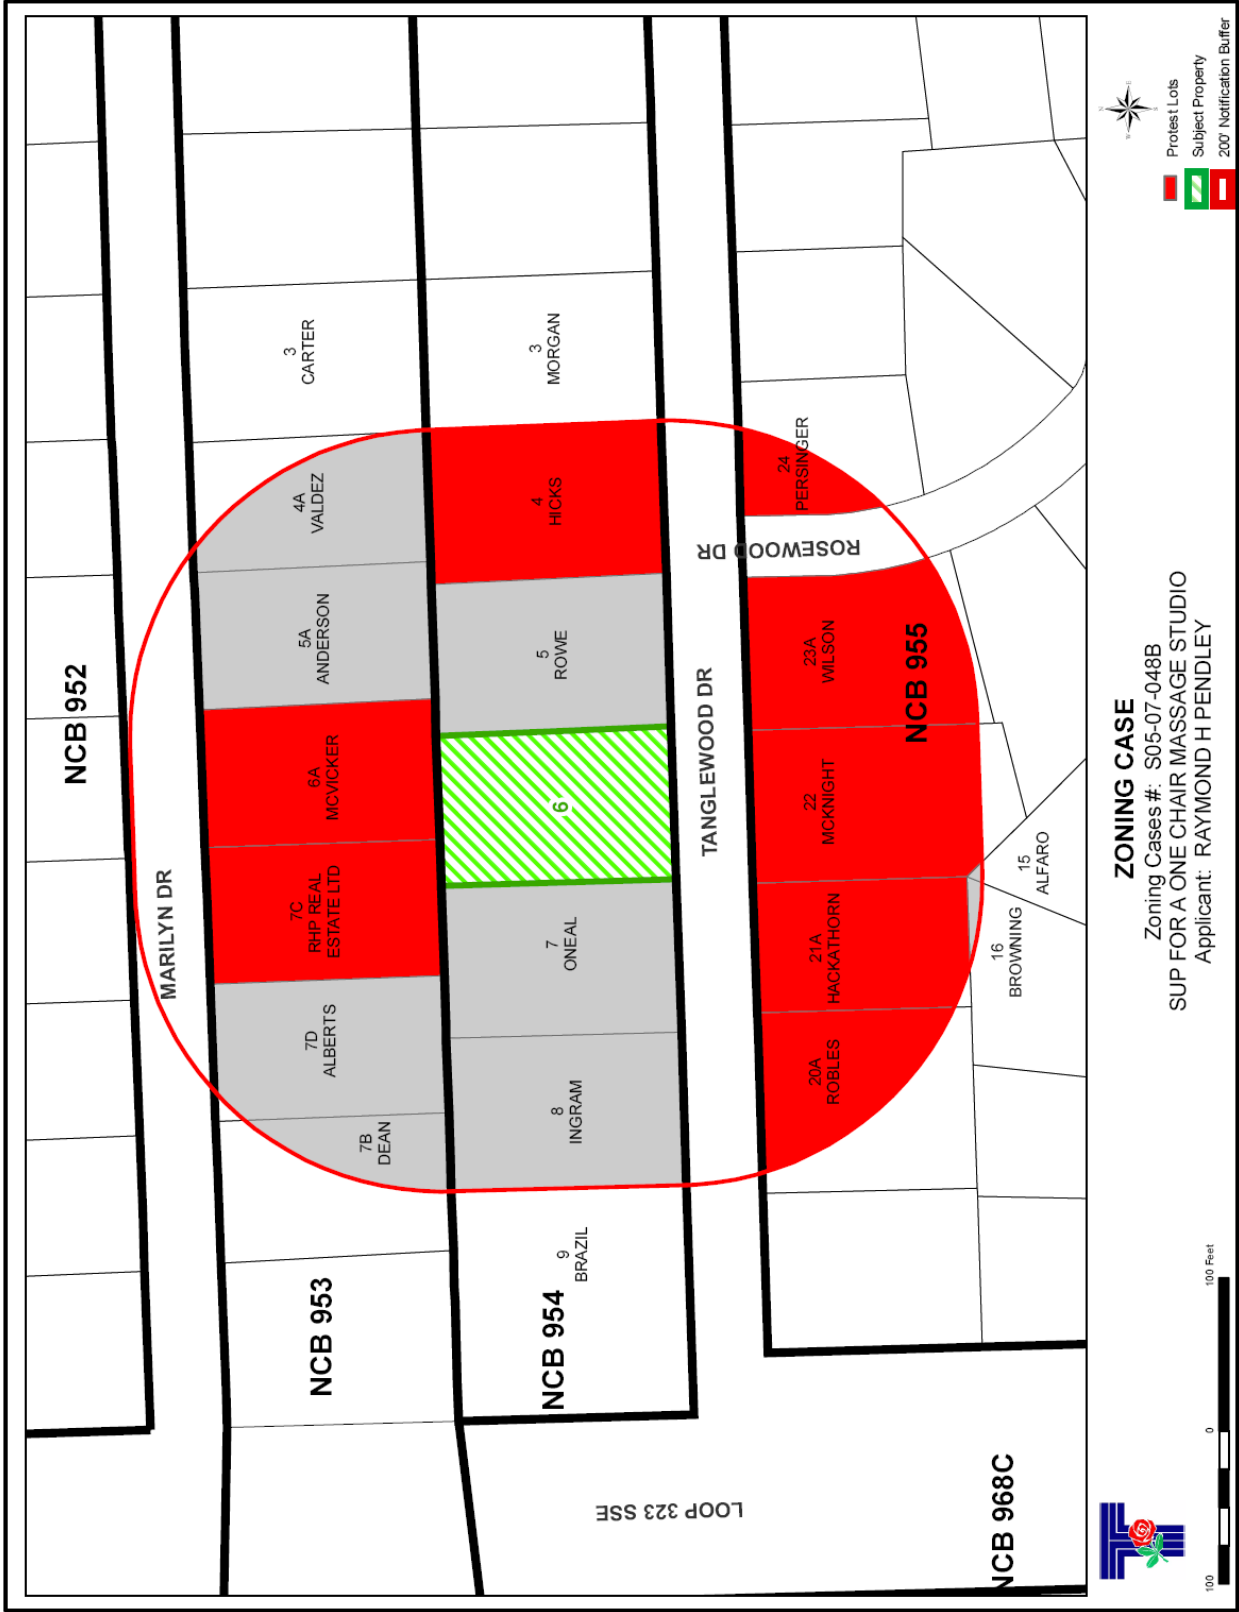 NCB 952
MARILYN DR
3
CARTER
4A
VALDEZ
5A
ANDERSON
6A
MCVICKER
7C
RHP REAL
ESTATE LTD
7D
ALBERTS
7B
DEAN
NCB 953
3
MORGAN
4
HICKS
5
ROWE
6
7
ONEAL
8
INGRAM
9
BRAZIL
NCB 954
TANGLEWOOD DR
ROSEWOOD DR
LOOP 323 SSE
24
PERSINGER
23A
WILSON
22
MCKNIGHT
21A
HACKATHORN
20A
ROBLES
NCB 955
15
ALFARO
16
BROWNING
NCB 968C
ZONING CASE
Zoning Cases #: S05-07-048B
SUP FOR A ONE CHAIR MASSAGE STUDIO
Applicant: RAYMOND H PENDLEY
N
E
S
W
Protest Lots
Subject Property
200' Notification Buffer
100 0 100 Feet